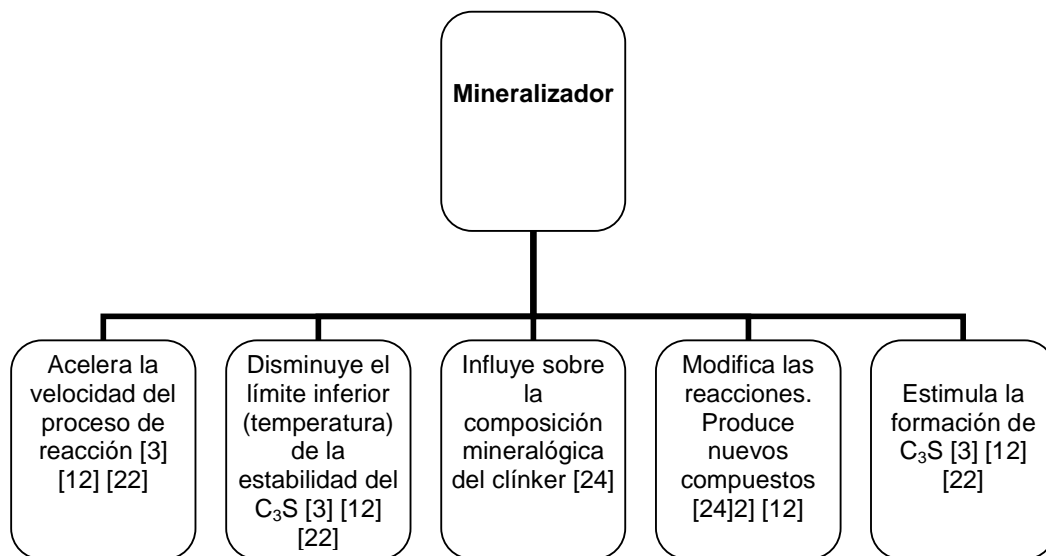 Mineralizador
Acelera la
velocidad del
proceso de
reacción [3]
[12] [22]
Disminuye el
límite inferior
(temperatura)
de la
estabilidad del
C₃S [3] [12]
[22]
Influye sobre
la
composición
mineralógica
del clínker [24]
Modifica las
reacciones.
Produce
nuevos
compuestos
[24]2] [12]
Estimula la
formación de
C₃S [3] [12]
[22]